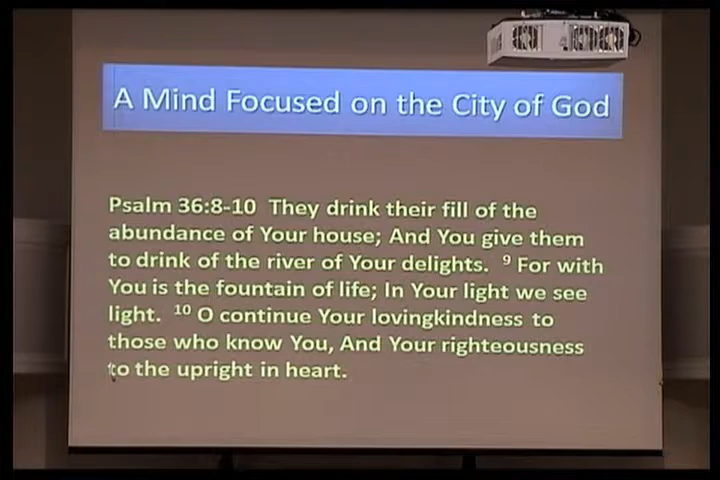 A Mind Focused on the City of God
Psalm 36:8-10 They drink their fill of the
abundance of Your house; And You give them
to drink of the river of Your delights. ⁹ For with
You is the fountain of life; In Your light we see
light. ¹⁰ O continue Your lovingkindness to
those who know You, And Your righteousness
to the upright in heart.